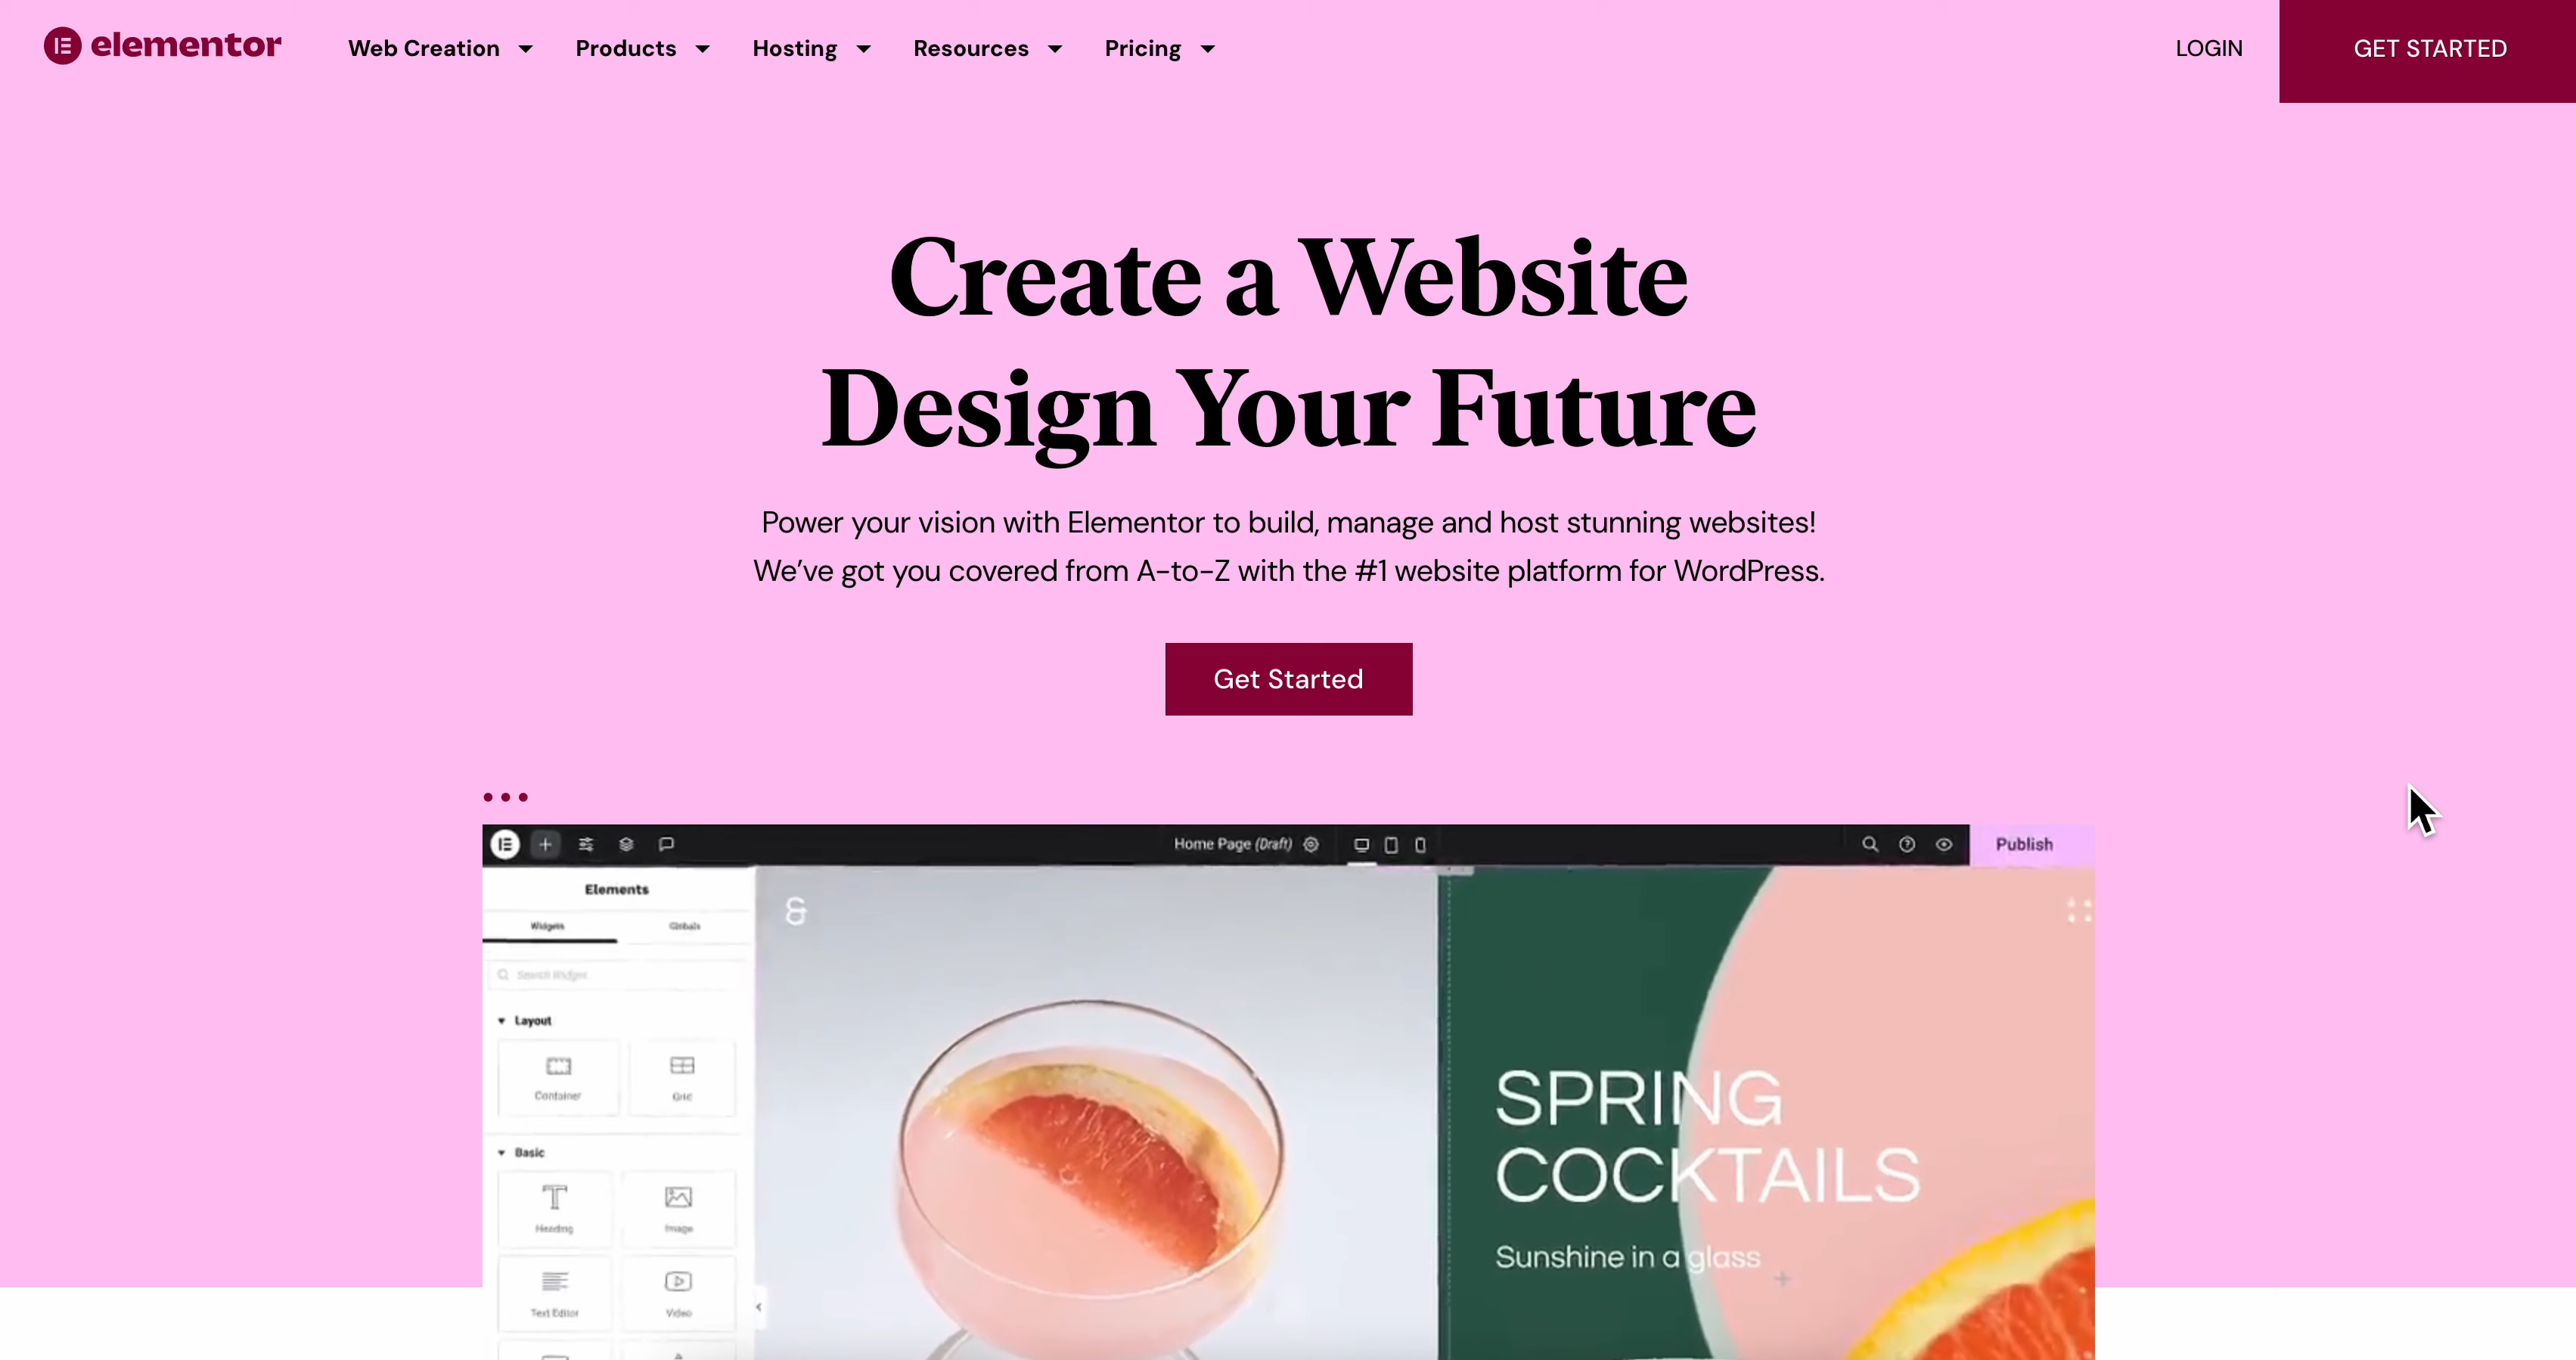 elementor
Web Creation
Products
Hosting
Resources
Pricing
LOGIN
GET STARTED
Create a Website
Design Your Future
Power your vision with Elementor to build, manage and host stunning websites!
We’ve got you covered from A-to-Z with the #1 website platform for WordPress.
Get Started
Home Page (Draft)
Publish
Elements
Widgets
Globals
Search Widget
Layout
Container
Grid
Basic
Heading
Image
Text Editor
Video
SPRING
COCKTAILS
Sunshine in a glass